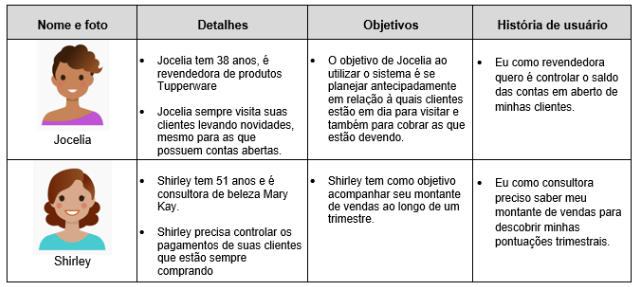 Nome e foto
Detalhes
Objetivos
História de usuário
Jocelia
• Jocelia tem 38 anos, é
revendedora de produtos
Tupperware
• Jocelia sempre visita suas
clientes levando novidades,
mesmo para as que
possuem contas abertas.
• O objetivo de Jocelia ao
utilizar o sistema é se
planejar antecipadamente
em relação à quais clientes
estão em dia para visitar e
também para cobrar as que
estão devendo.
• Eu como revendedora
quero é controlar o saldo
das contas em aberto de
minhas clientes.
Shirley
• Shirley tem 51 anos e é
consultora de beleza Mary
Kay.
• Shirley precisa controlar os
pagamentos de suas clientes
que estão sempre
comprando
• Shirley tem como objetivo
acompanhar seu montante
de vendas ao longo de um
trimestre.
• Eu como consultora
preciso saber meu
montante de vendas para
descobrir minhas
pontuações trimestrais.